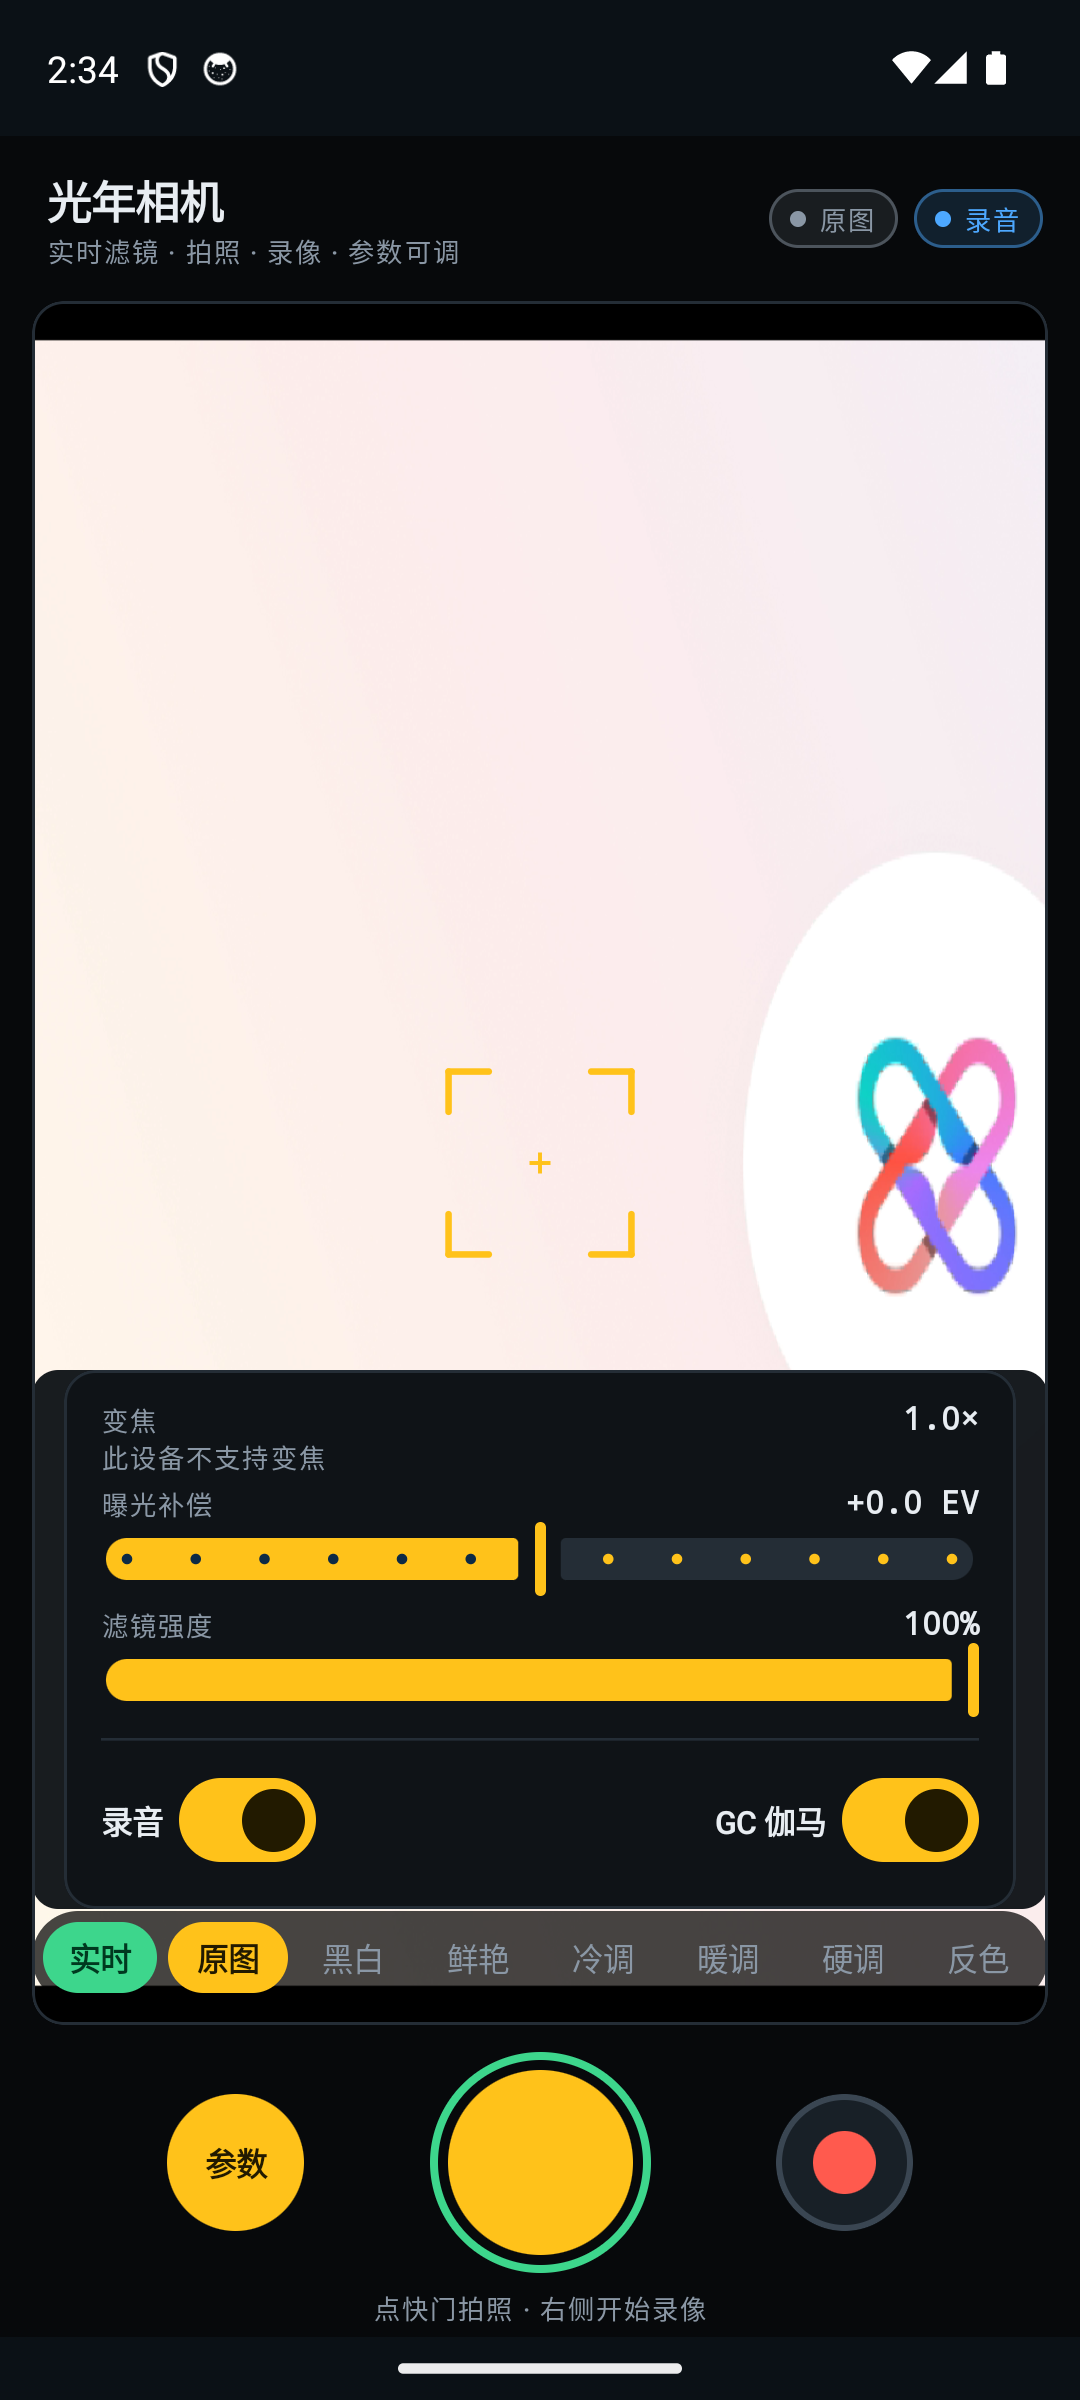 2:34
光年相机
实时滤镜 · 拍照 · 录像 · 参数可调
原图
录音
变焦
1.0×
此设备不支持变焦
曝光补偿
+0.0 EV
滤镜强度
100%
录音
GC 伽马
实时
原图
黑白
鲜艳
冷调
暖调
硬调
反色
参数
点快门拍照 · 右侧开始录像